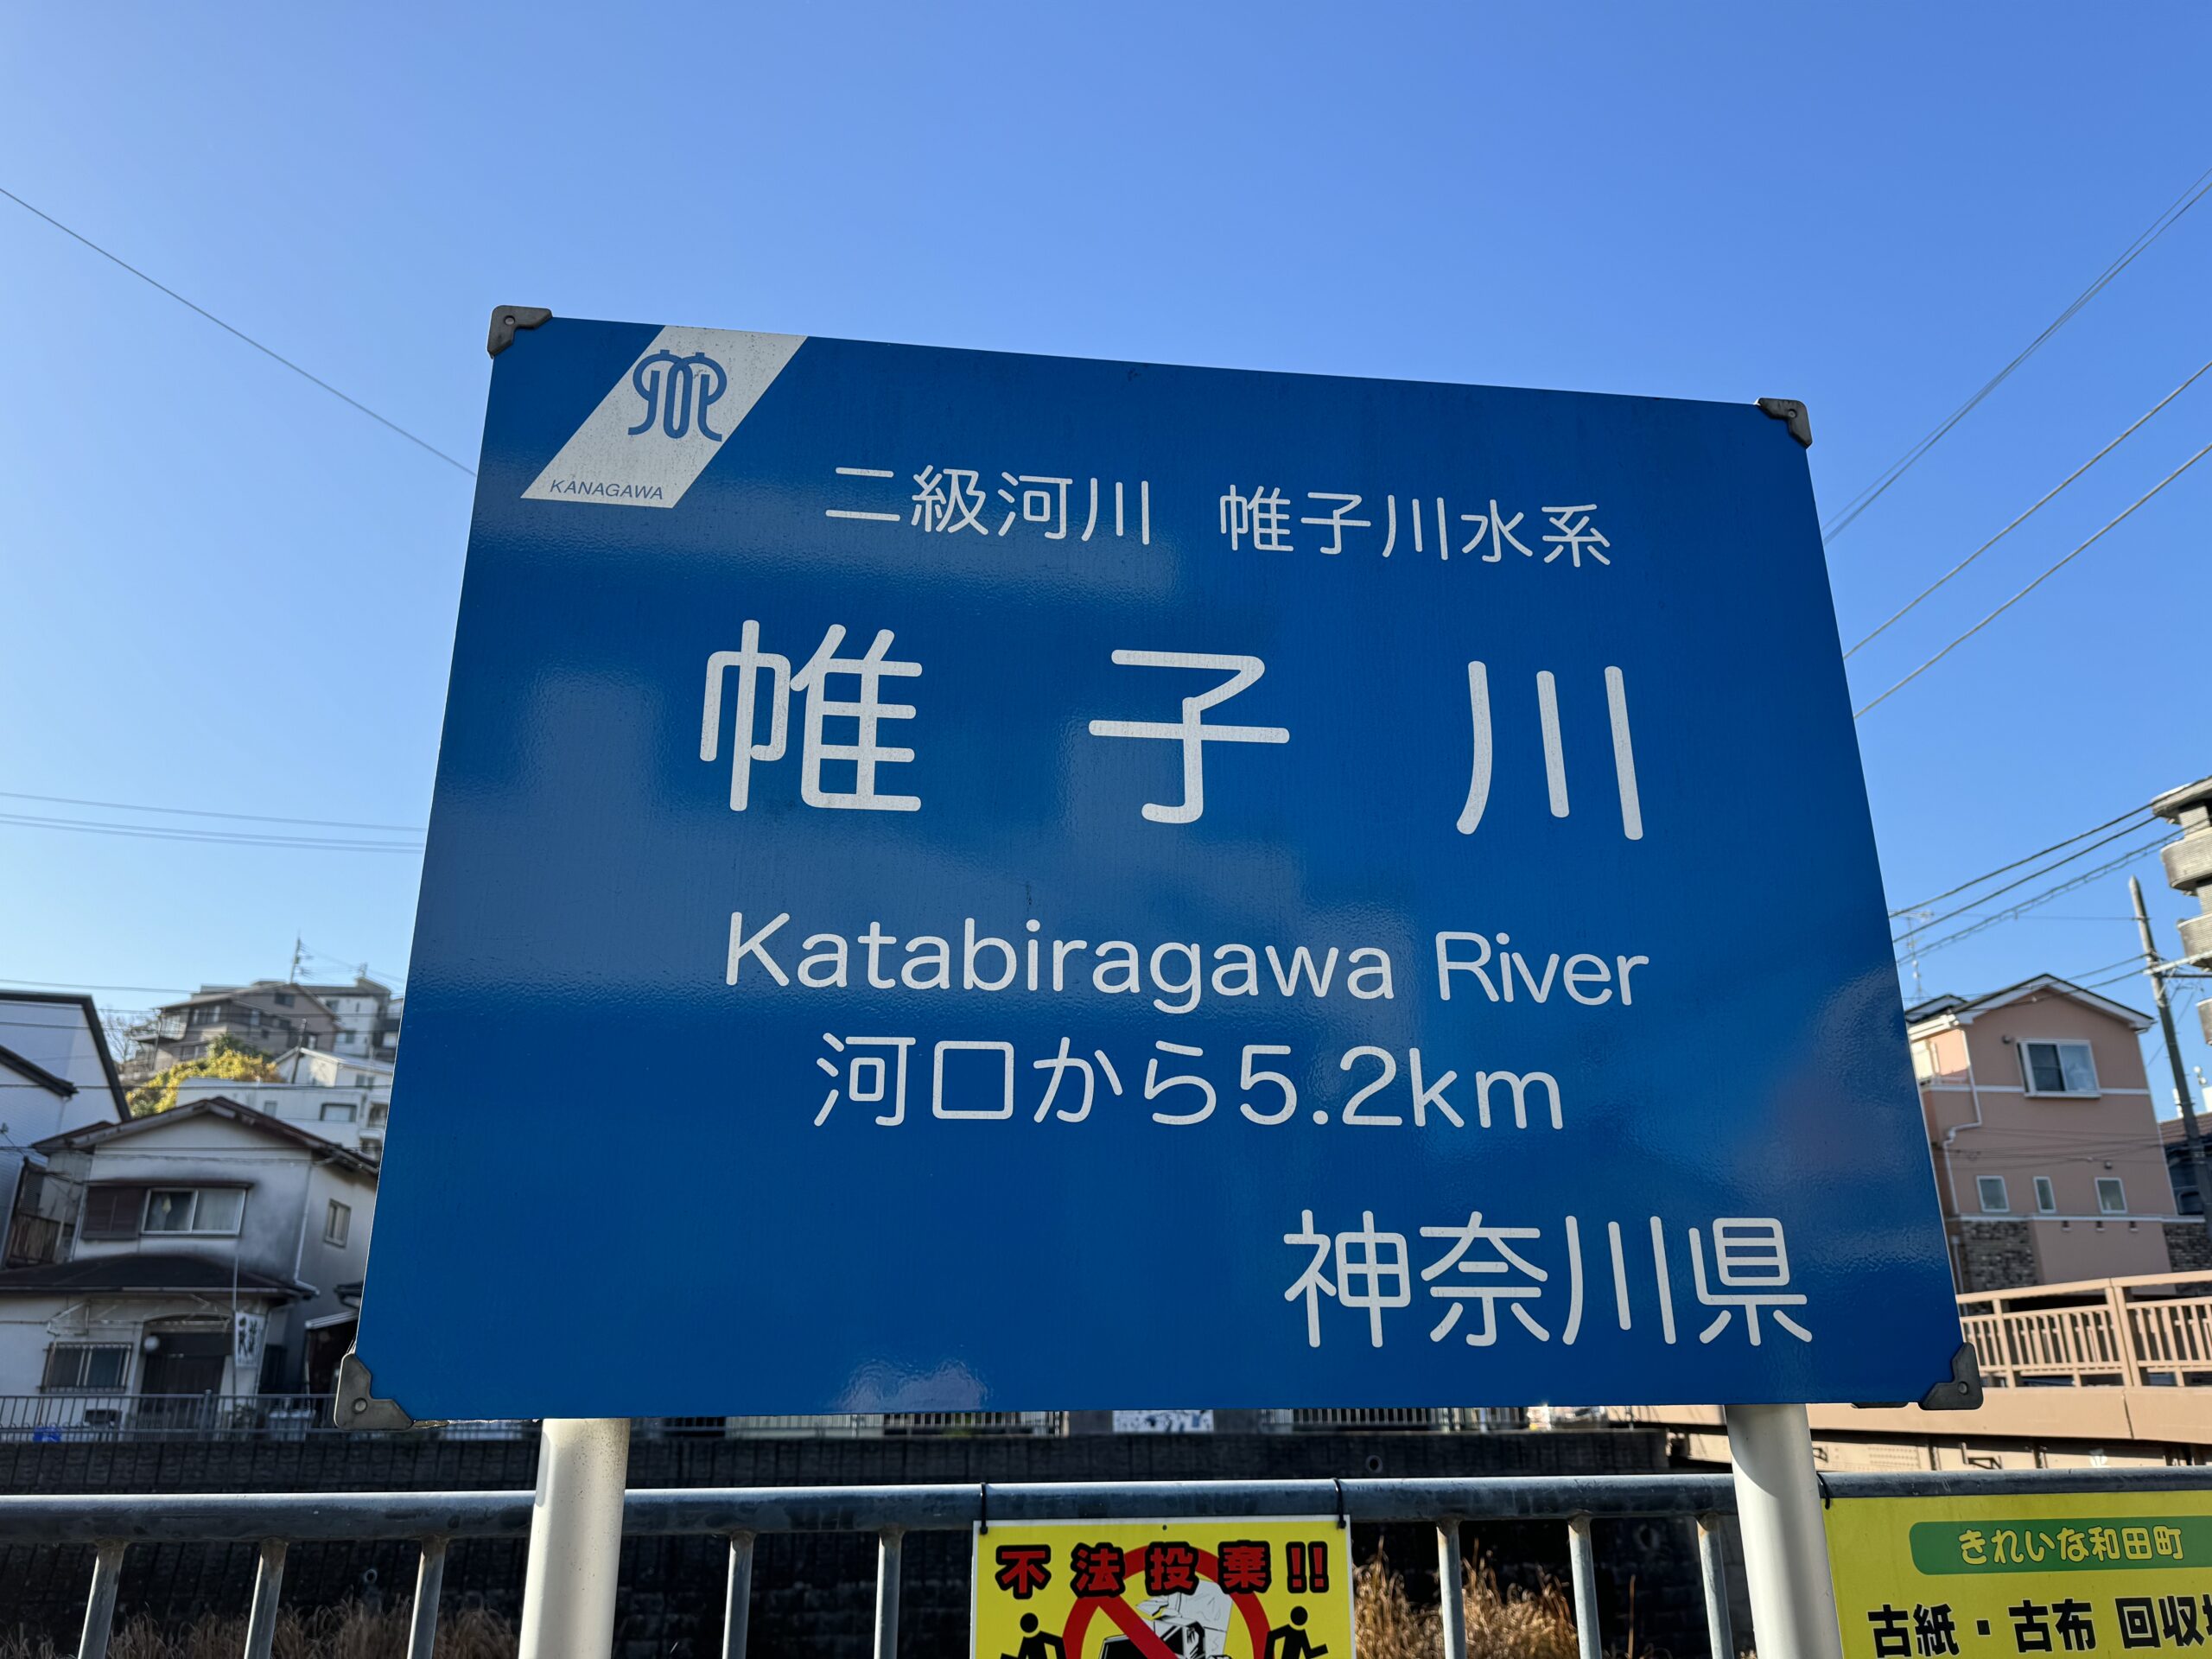 KANAGAWA
二級河川 帷子川水系
帷子川
Katabiragawa River
河口から5.2km
神奈川県
不法投棄!!
きれいな和田町
古紙・古布 回収